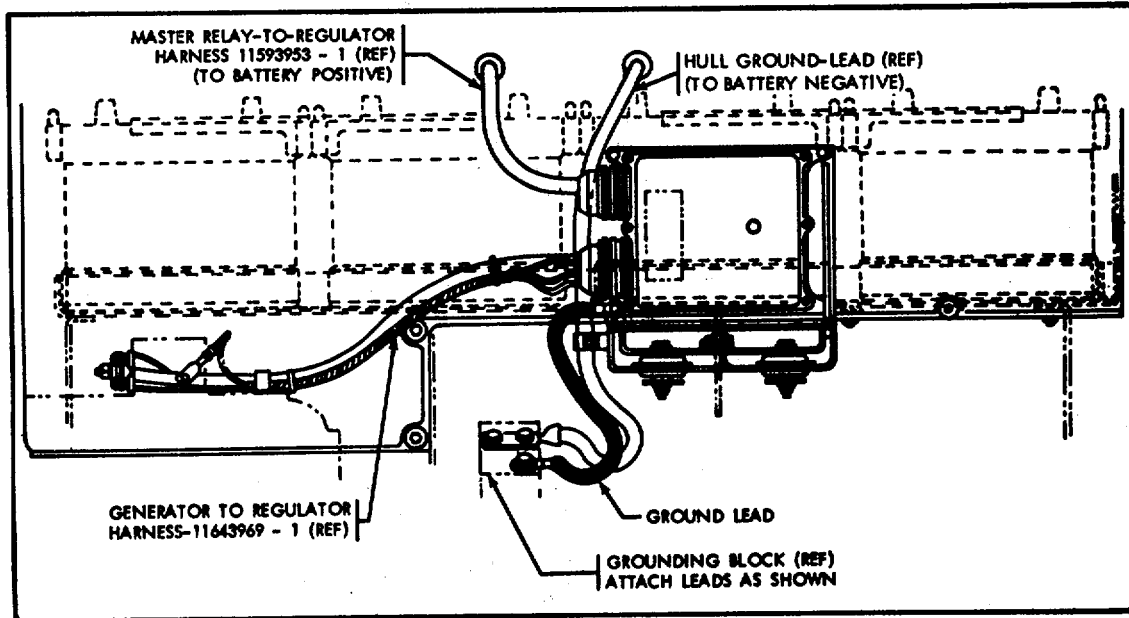 MASTER RELAY-TO-REGULATOR
HARNESS 11593953 - 1 (REF)
(TO BATTERY POSITIVE)
HULL GROUND-LEAD (REF)
(TO BATTERY NEGATIVE)
GENERATOR TO REGULATOR
HARNESS-11643969 - 1 (REF)
GROUND LEAD
GROUNDING BLOCK (REF)
ATTACH LEADS AS SHOWN